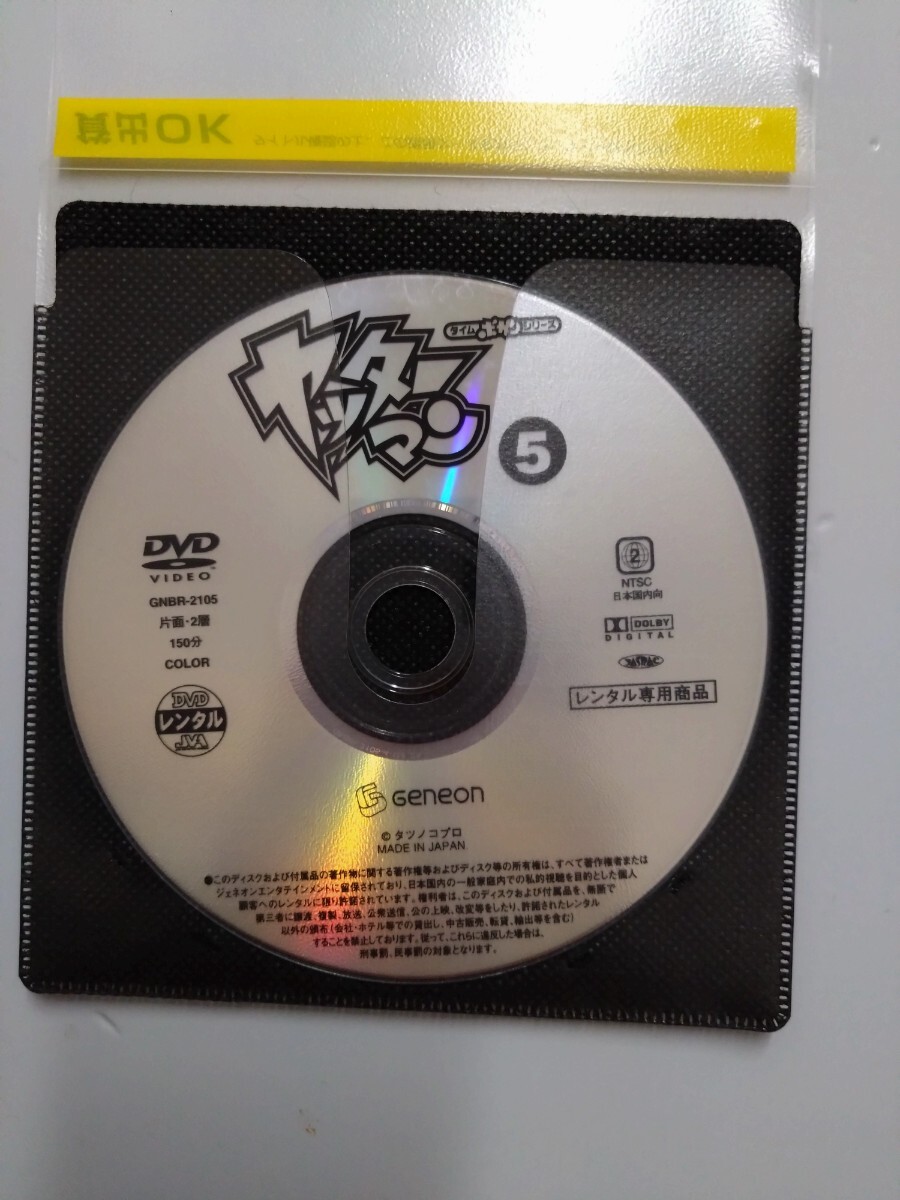 貸出OK
タイムボカンシリーズ
ヤッターマン
5
DVD
VIDEO
GNBR-2105
片面・2層
150分
COLOR
DVD
レンタル
JVA
2
NTSC
日本国内向
DOLBY
DIGITAL
レンタル専用商品
Geneon
© タツノコプロ
MADE IN JAPAN
●このディスクおよび付属品の著作物に関する著作権等およびディスク等の所有権は、すべて著作権者または
ジェネオンエンタテインメントに留保されており、日本国内の一般家庭内での私的視聴を目的とした個人
顧客へのレンタルに限り許諾されています。権利者は、このディスクおよび付属品を、無断で
第三者に譲渡、複製、放送、公衆送信、公の上映、改変等をしたり、許諾されたレンタル
以外の頒布(会社・ホテル等での貸出し、中古販売、転貸、輸出等を含む)
することを禁止しております。従って、これらに違反した場合は、
刑事罰、民事罰の対象となります。